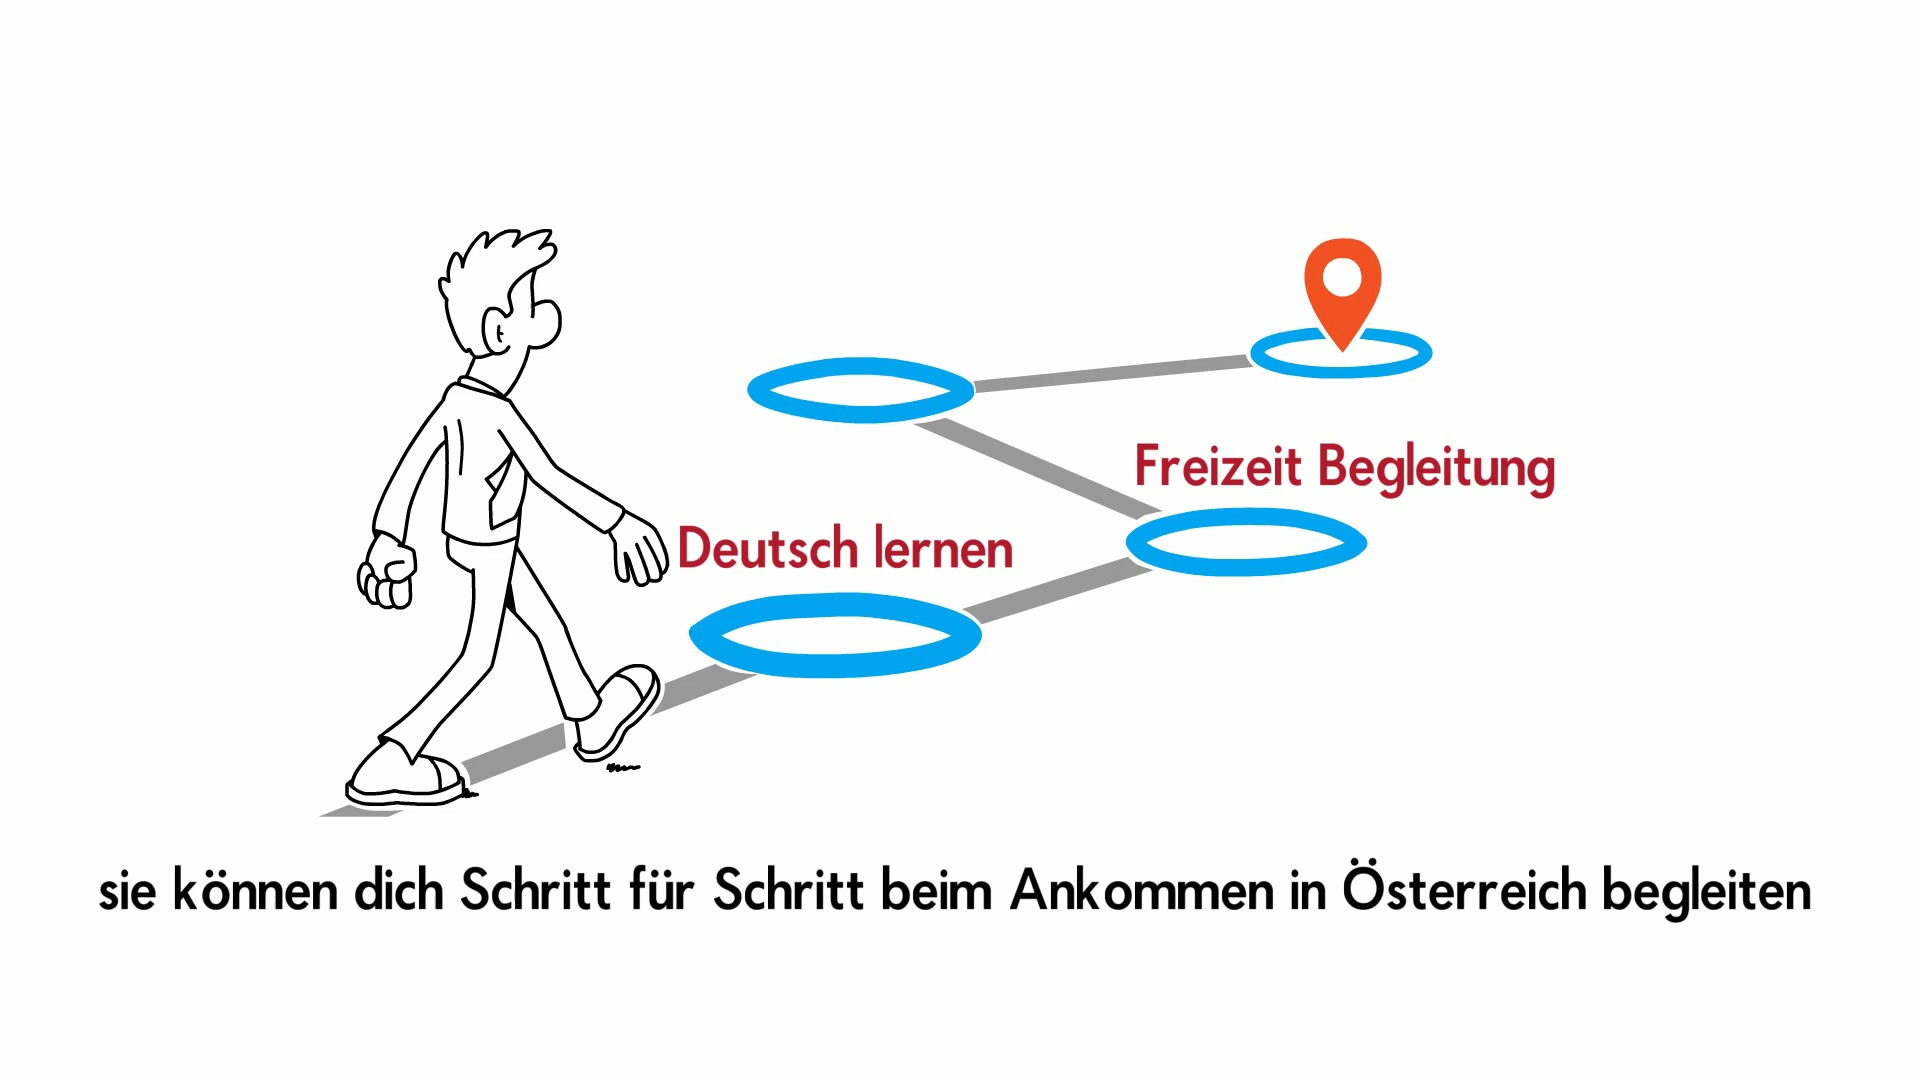 Freizeit Begleitung
Deutsch lernen
sie können dich Schritt für Schritt beim Ankommen in Österreich begleiten